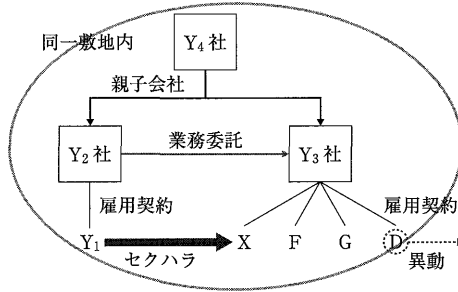 同一敷地内
Y4社
親子会社
Y2社
業務委託
Y3社
雇用契約
雇用契約
Y1
セクハラ
X
F
G
D
異動